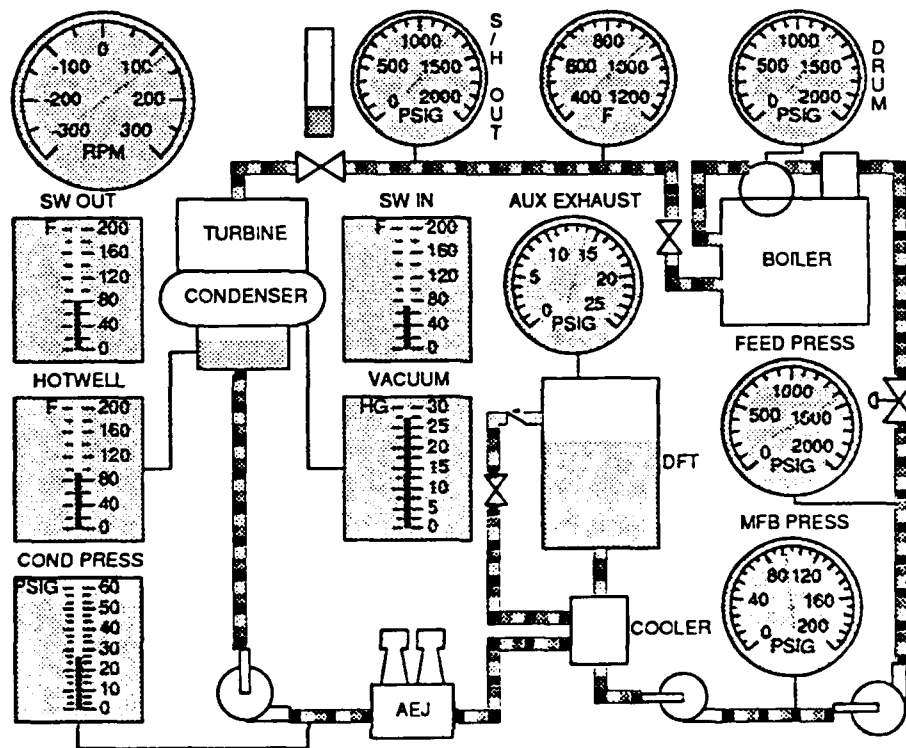 0
-100
100
-200
200
-300
300
RPM
1000
500
1500
0
2000
PSIG
S/H OUT
800
600
1000
400
1200
F
1000
500
1500
0
2000
PSIG
DRUM
SW OUT
F
200
160
120
80
40
0
TURBINE
CONDENSER
SW IN
F
200
160
120
80
40
0
AUX EXHAUST
10
15
5
20
0
25
PSIG
BOILER
HOTWELL
F
200
160
120
80
40
0
VACUUM
HG
30
25
20
15
10
5
0
DFT
FEED PRESS
1000
500
1500
0
2000
PSIG
COND PRESS
PSIG
60
50
40
30
20
10
0
AEJ
COOLER
MFB PRESS
80
120
40
160
0
200
PSIG